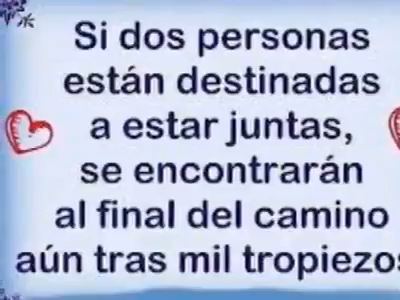 Si dos personas
están destinadas
a estar juntas,
se encontrarán
al final del camino
aún tras mil tropiezos